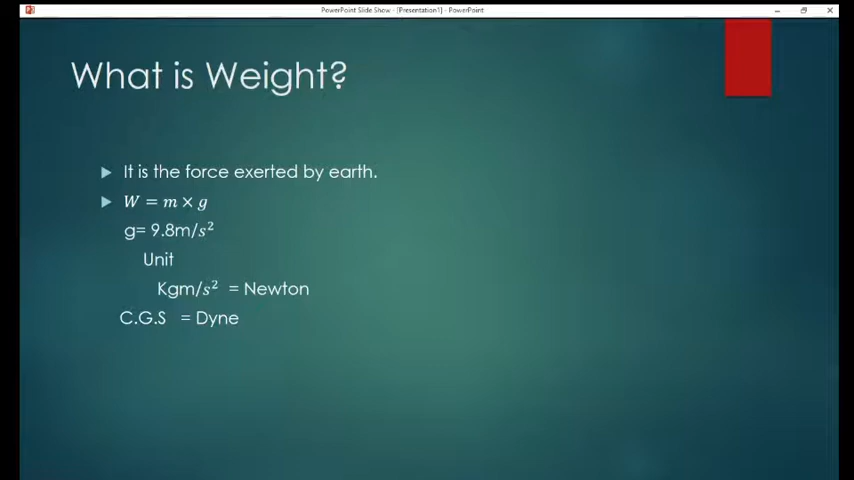 PowerPoint Slide Show - [Presentation1] - PowerPoint
What is Weight?
It is the force exerted by earth.
W = m × g
g= 9.8m/s²
Unit
Kgm/s² = Newton
C.G.S = Dyne